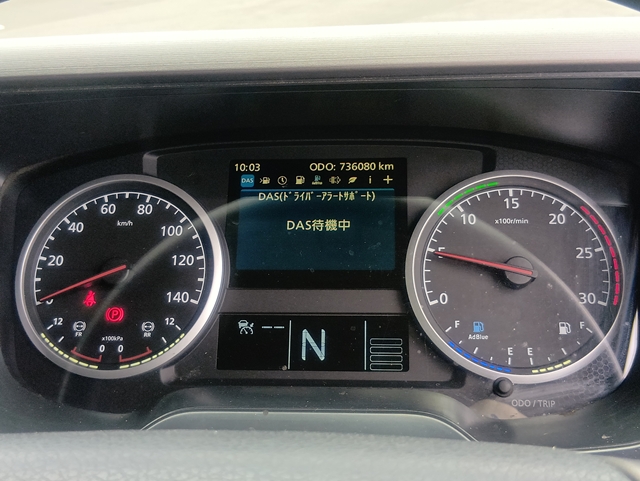 10:03 ODO: 736080 km
DAS AdBlue i +
DAS(ﾄﾞﾗｲﾊﾞｰｱﾗｰﾄｻﾎﾟｰﾄ)
DAS待機中
0 20 40 60 80 100 120 140
km/h
P
12 FR x100kPa RR 12
0 0
-- N
0 5 10 15 20 25 30
x100r/min
F AdBlue E E F
ODO / TRIP